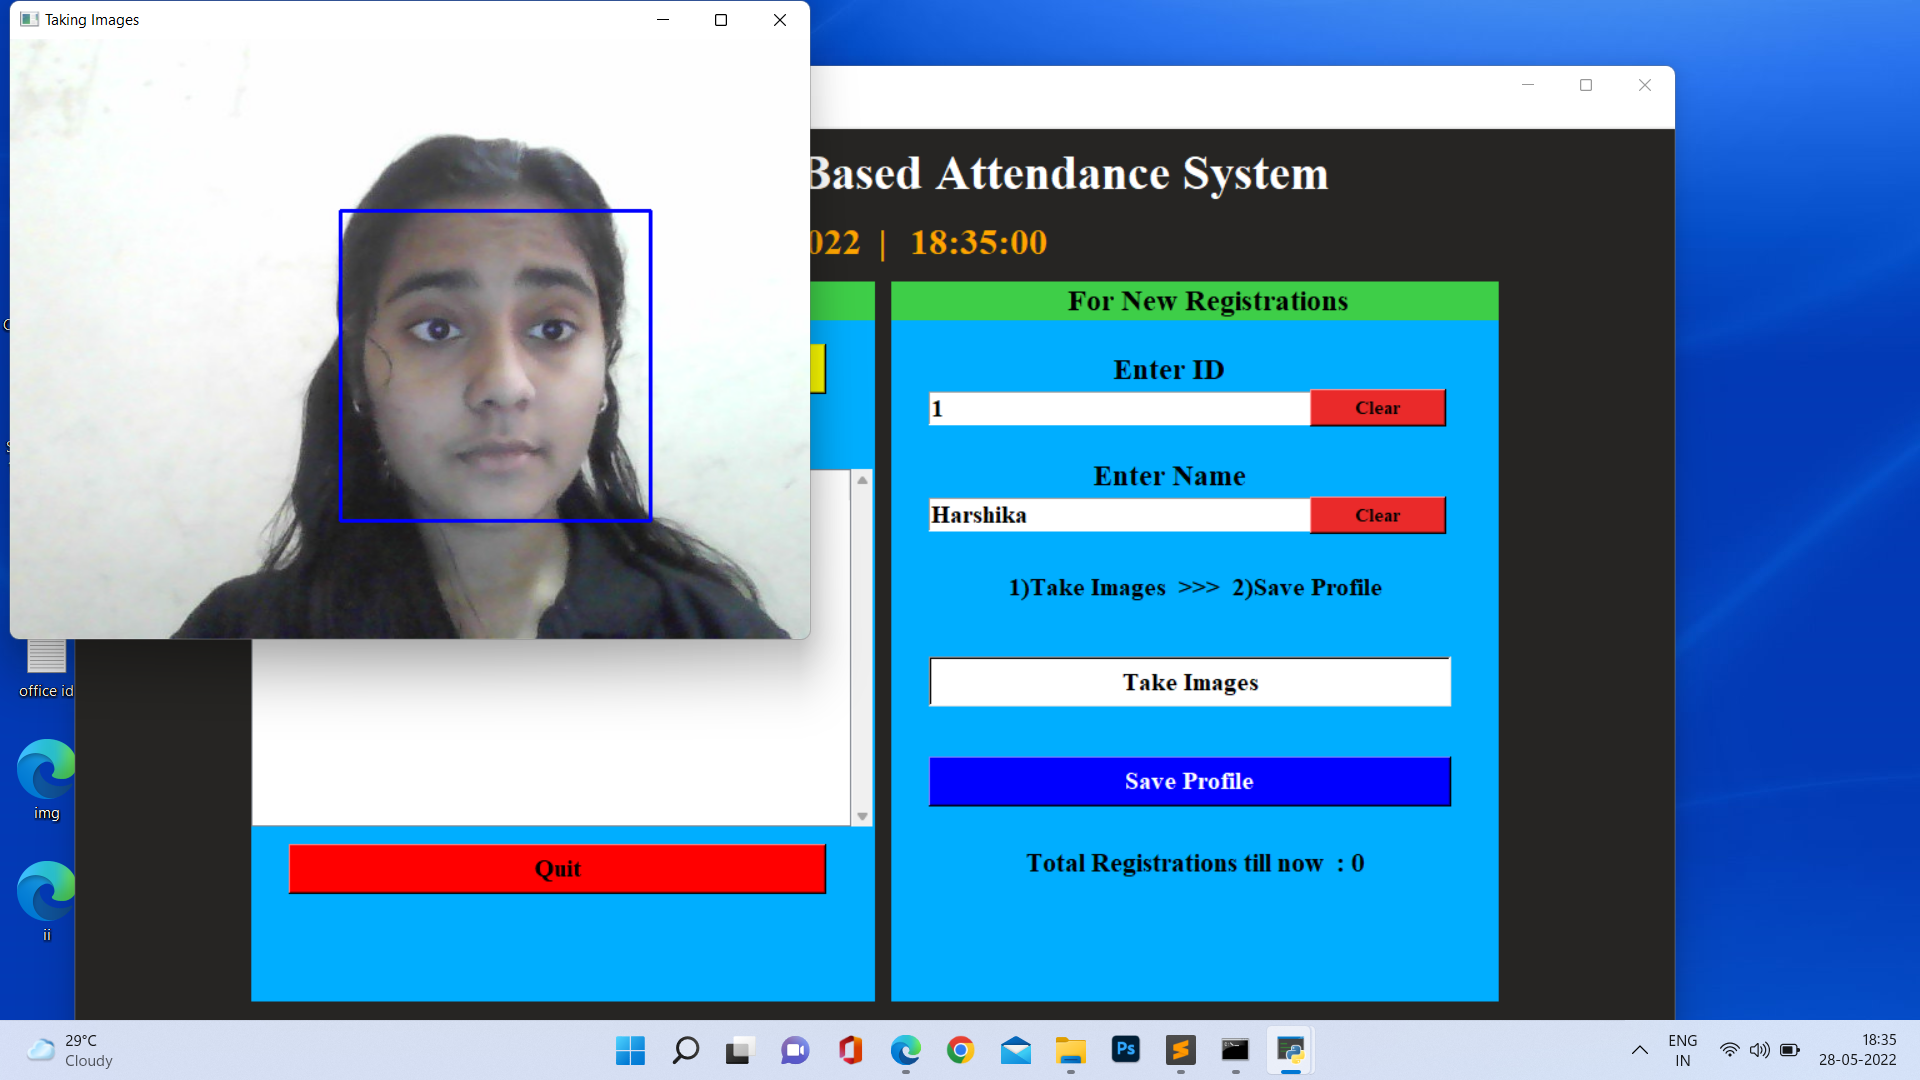 Taking Images
Based Attendance System
022 | 18:35:00
For New Registrations
Enter ID
1
Clear
Enter Name
Harshika
Clear
1)Take Images >>> 2)Save Profile
Take Images
Save Profile
Total Registrations till now : 0
Quit
office id
img
ii
29°C
Cloudy
Ps
ENG
IN
18:35
28-05-2022